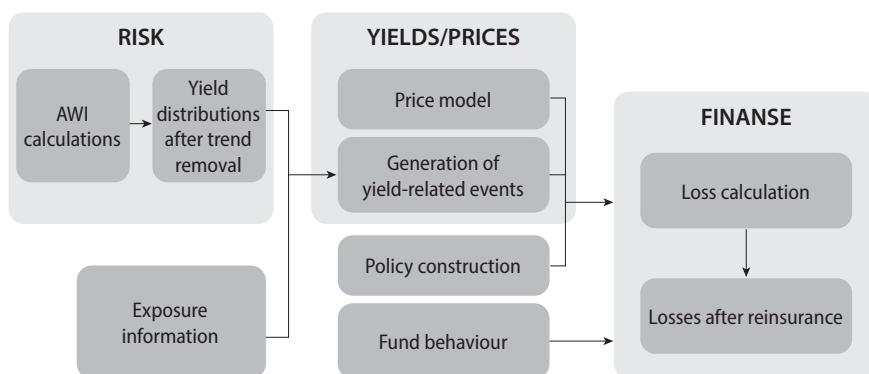 RISK
AWI
calculations
Yield
distributions
after trend
removal
Exposure
information
YIELDS/PRICES
Price model
Generation of
yield-related events
Policy construction
Fund behaviour
FINANSE
Loss calculation
Losses after reinsurance